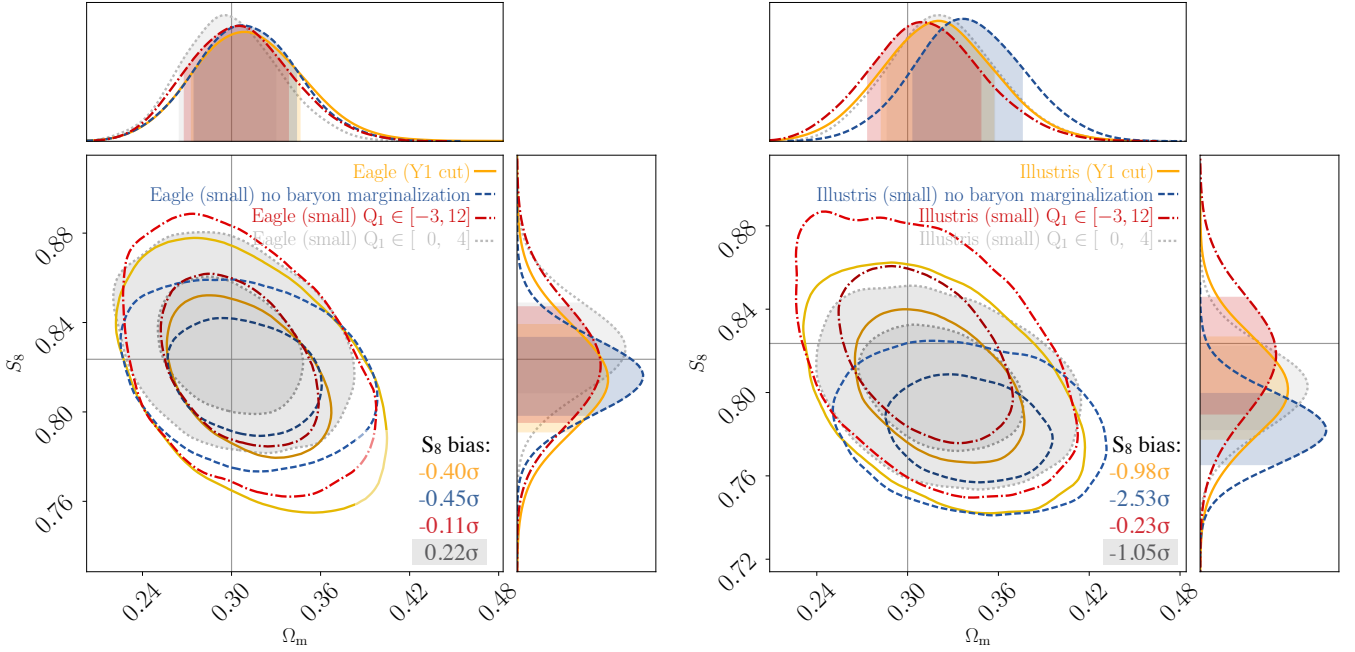 Eagle (Y1 cut)
Eagle (small) no baryon marginalization
Eagle (small) Q₁ ∈ [−3, 12]
Eagle (small) Q₁ ∈ [ 0, 4]
0.88
0.84
0.80
0.76
S₈
S₈ bias:
-0.40σ
-0.45σ
-0.11σ
0.22σ
0.24
0.30
0.36
0.42
0.48
Ωₘ
Illustris (Y1 cut)
Illustris (small) no baryon marginalization
Illustris (small) Q₁ ∈ [−3, 12]
Illustris (small) Q₁ ∈ [ 0, 4]
0.88
0.84
0.80
0.76
0.72
S₈
S₈ bias:
-0.98σ
-2.53σ
-0.23σ
-1.05σ
0.24
0.30
0.36
0.42
0.48
Ωₘ